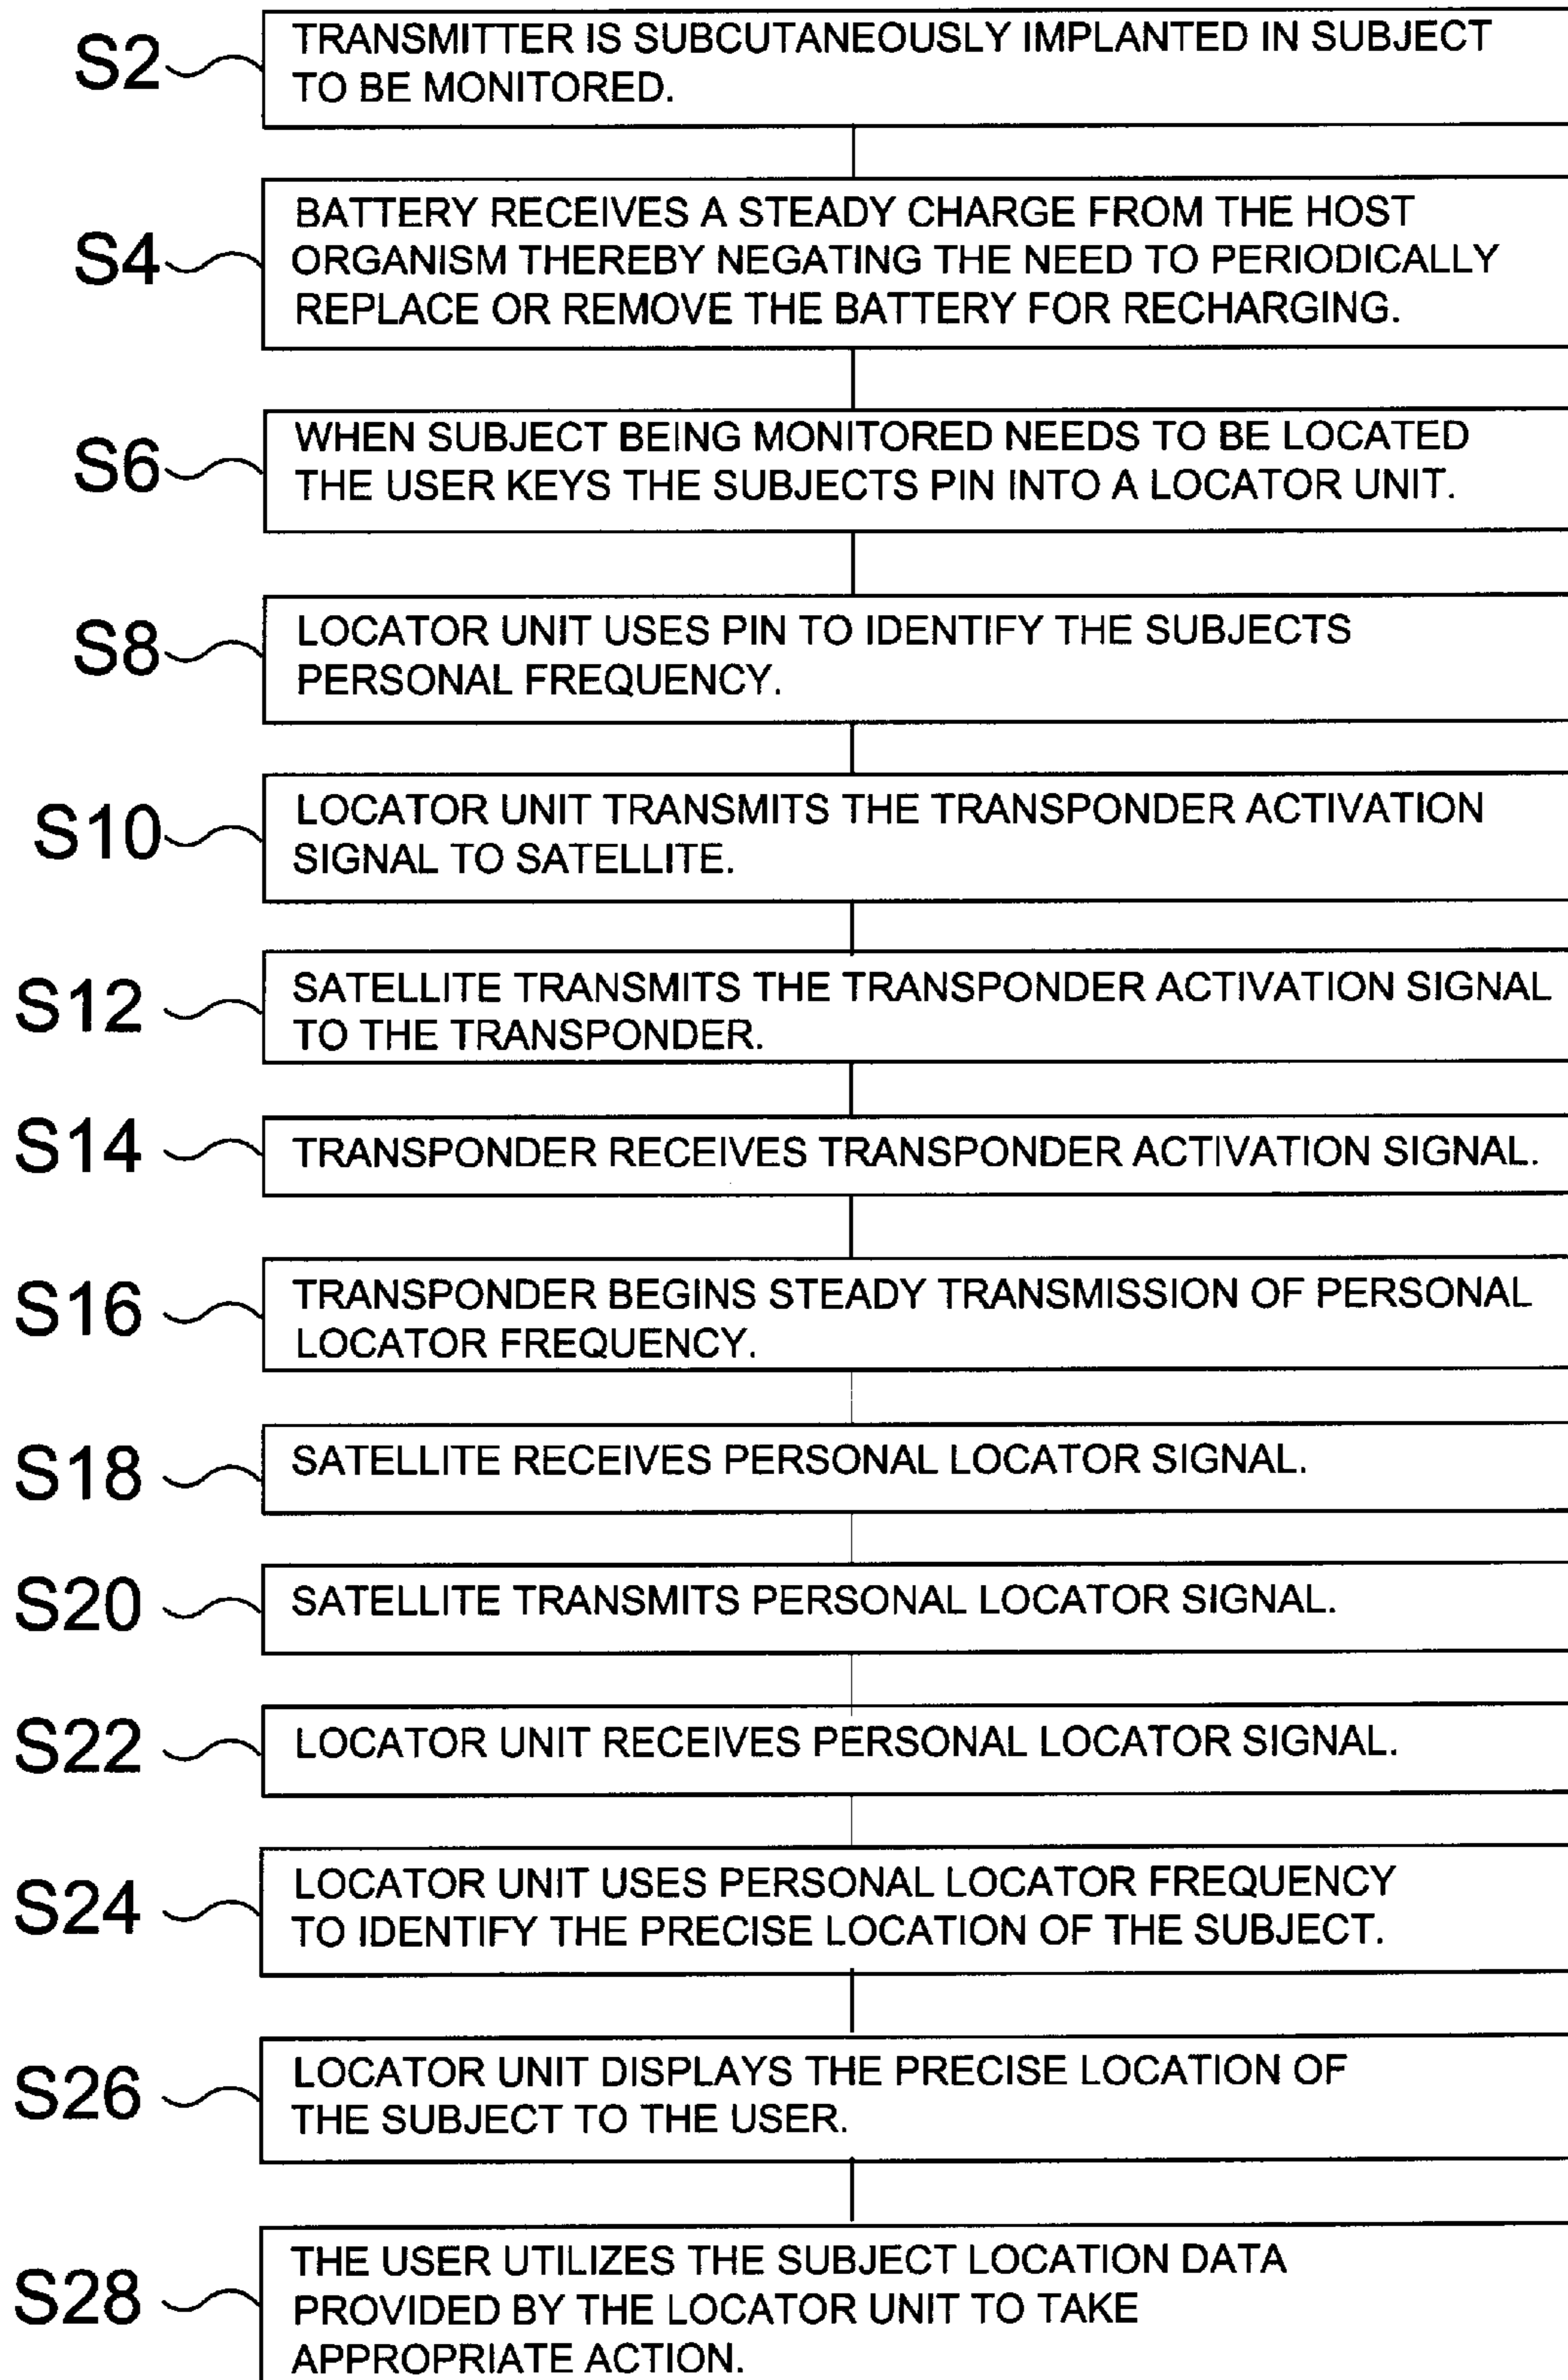 S2
TRANSMITTER IS SUBCUTANEOUSLY IMPLANTED IN SUBJECT
TO BE MONITORED.
S4
BATTERY RECEIVES A STEADY CHARGE FROM THE HOST
ORGANISM THEREBY NEGATING THE NEED TO PERIODICALLY
REPLACE OR REMOVE THE BATTERY FOR RECHARGING.
S6
WHEN SUBJECT BEING MONITORED NEEDS TO BE LOCATED
THE USER KEYS THE SUBJECTS PIN INTO A LOCATOR UNIT.
S8
LOCATOR UNIT USES PIN TO IDENTIFY THE SUBJECTS
PERSONAL FREQUENCY.
S10
LOCATOR UNIT TRANSMITS THE TRANSPONDER ACTIVATION
SIGNAL TO SATELLITE.
S12
SATELLITE TRANSMITS THE TRANSPONDER ACTIVATION SIGNAL
TO THE TRANSPONDER.
S14
TRANSPONDER RECEIVES TRANSPONDER ACTIVATION SIGNAL.
S16
TRANSPONDER BEGINS STEADY TRANSMISSION OF PERSONAL
LOCATOR FREQUENCY.
S18
SATELLITE RECEIVES PERSONAL LOCATOR SIGNAL.
S20
SATELLITE TRANSMITS PERSONAL LOCATOR SIGNAL.
S22
LOCATOR UNIT RECEIVES PERSONAL LOCATOR SIGNAL.
S24
LOCATOR UNIT USES PERSONAL LOCATOR FREQUENCY
TO IDENTIFY THE PRECISE LOCATION OF THE SUBJECT.
S26
LOCATOR UNIT DISPLAYS THE PRECISE LOCATION OF
THE SUBJECT TO THE USER.
S28
THE USER UTILIZES THE SUBJECT LOCATION DATA
PROVIDED BY THE LOCATOR UNIT TO TAKE
APPROPRIATE ACTION.